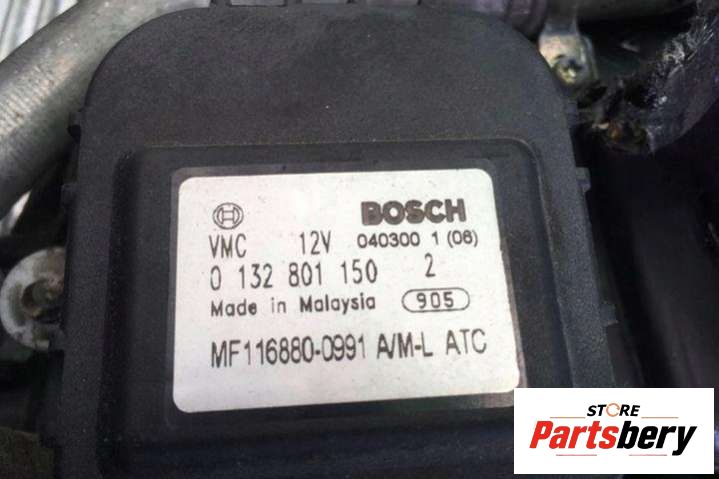 BOSCH
VMC 12V 040300 1 (06)
0 132 801 150 2
Made in Malaysia 905
MF116880-0991 A/M-L ATC
STORE
Partsbery